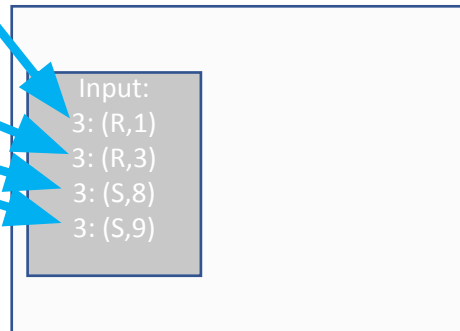 Input:
3: (R,1)
3: (R,3)
3: (S,8)
3: (S,9)